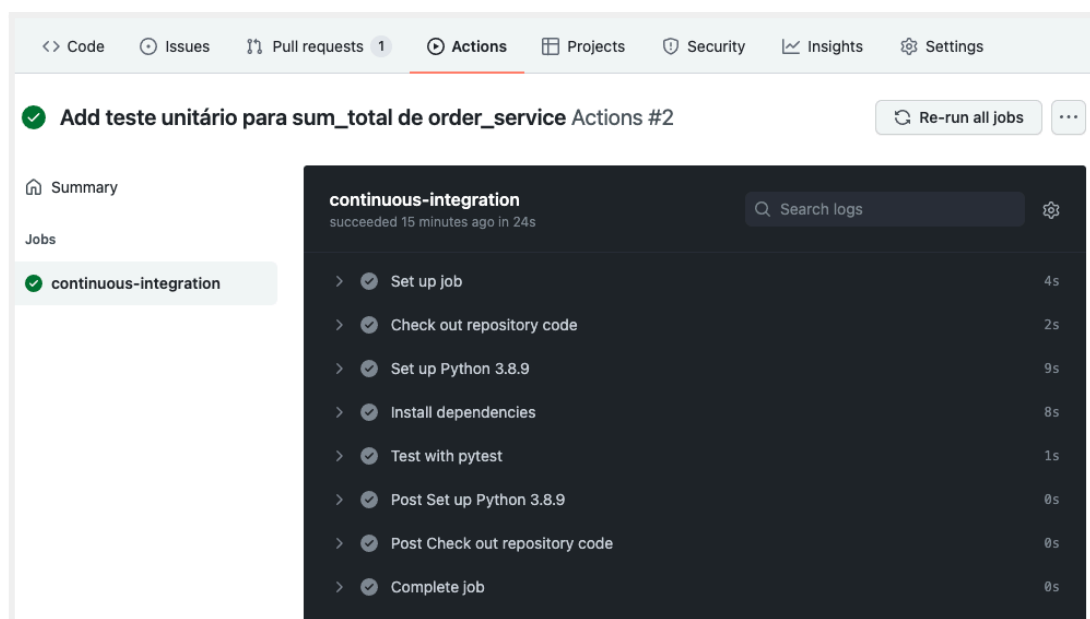 Code Issues Pull requests 1 Actions Projects Security Insights Settings
Add teste unitário para sum_total de order_service Actions #2
Re-run all jobs
Summary
Jobs
continuous-integration
continuous-integration
succeeded 15 minutes ago in 24s
Search logs
Set up job 4s
Check out repository code 2s
Set up Python 3.8.9 9s
Install dependencies 8s
Test with pytest 1s
Post Set up Python 3.8.9 0s
Post Check out repository code 0s
Complete job 0s